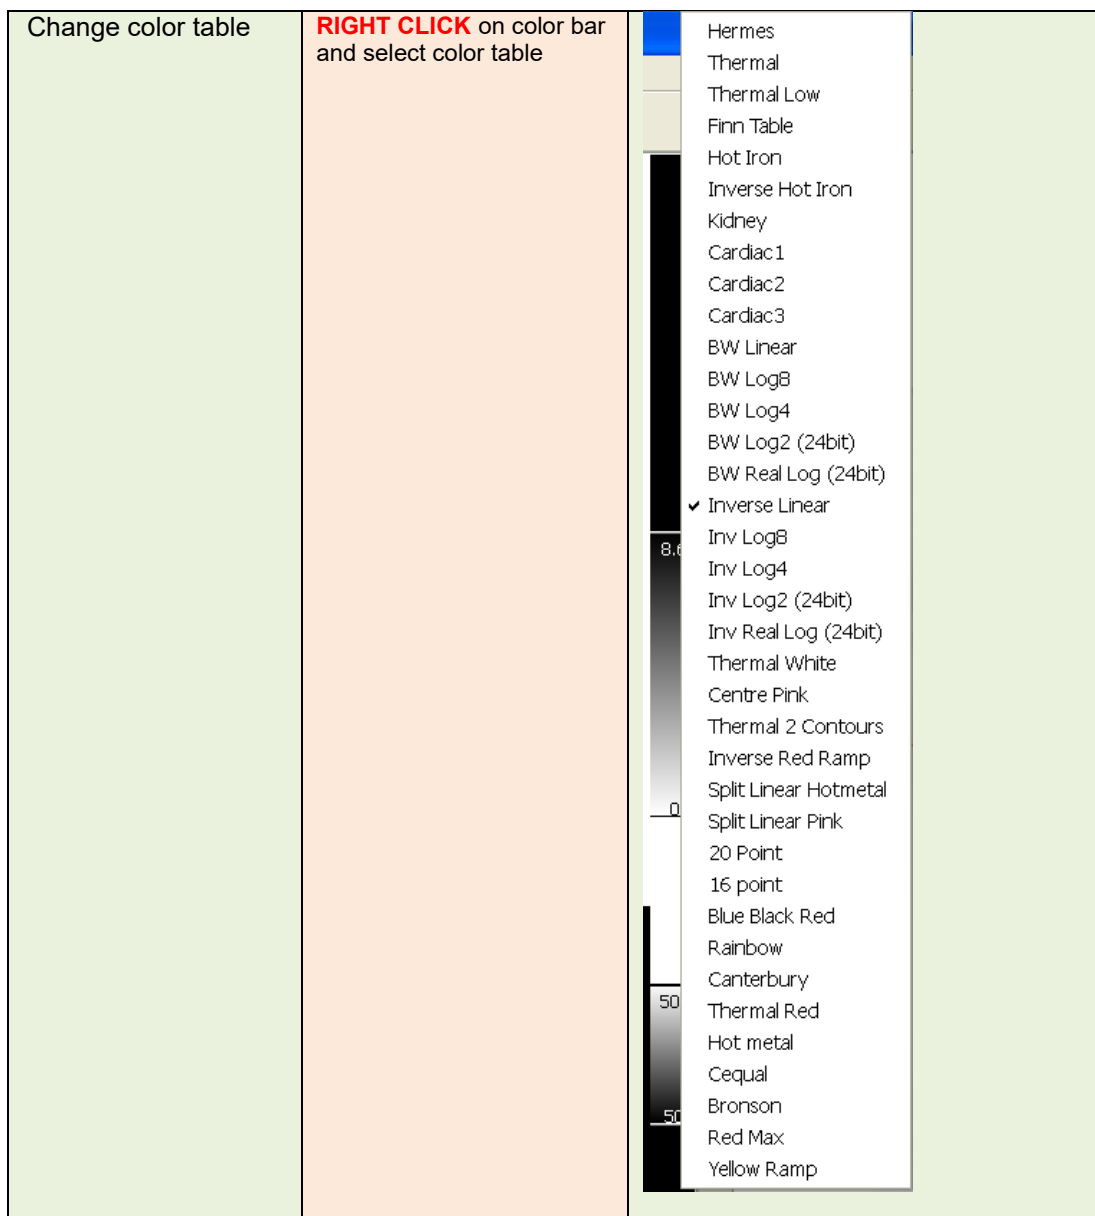 Change color table
RIGHT CLICK on color bar
and select color table
Hermes
Thermal
Thermal Low
Finn Table
Hot Iron
Inverse Hot Iron
Kidney
Cardiac1
Cardiac2
Cardiac3
BW Linear
BW Log8
BW Log4
BW Log2 (24bit)
BW Real Log (24bit)
Inverse Linear
Inv Log8
Inv Log4
Inv Log2 (24bit)
Inv Real Log (24bit)
Thermal White
Centre Pink
Thermal 2 Contours
Inverse Red Ramp
Split Linear Hotmetal
Split Linear Pink
20 Point
16 point
Blue Black Red
Rainbow
Canterbury
Thermal Red
Hot metal
Cequal
Bronson
Red Max
Yellow Ramp
0
50
50